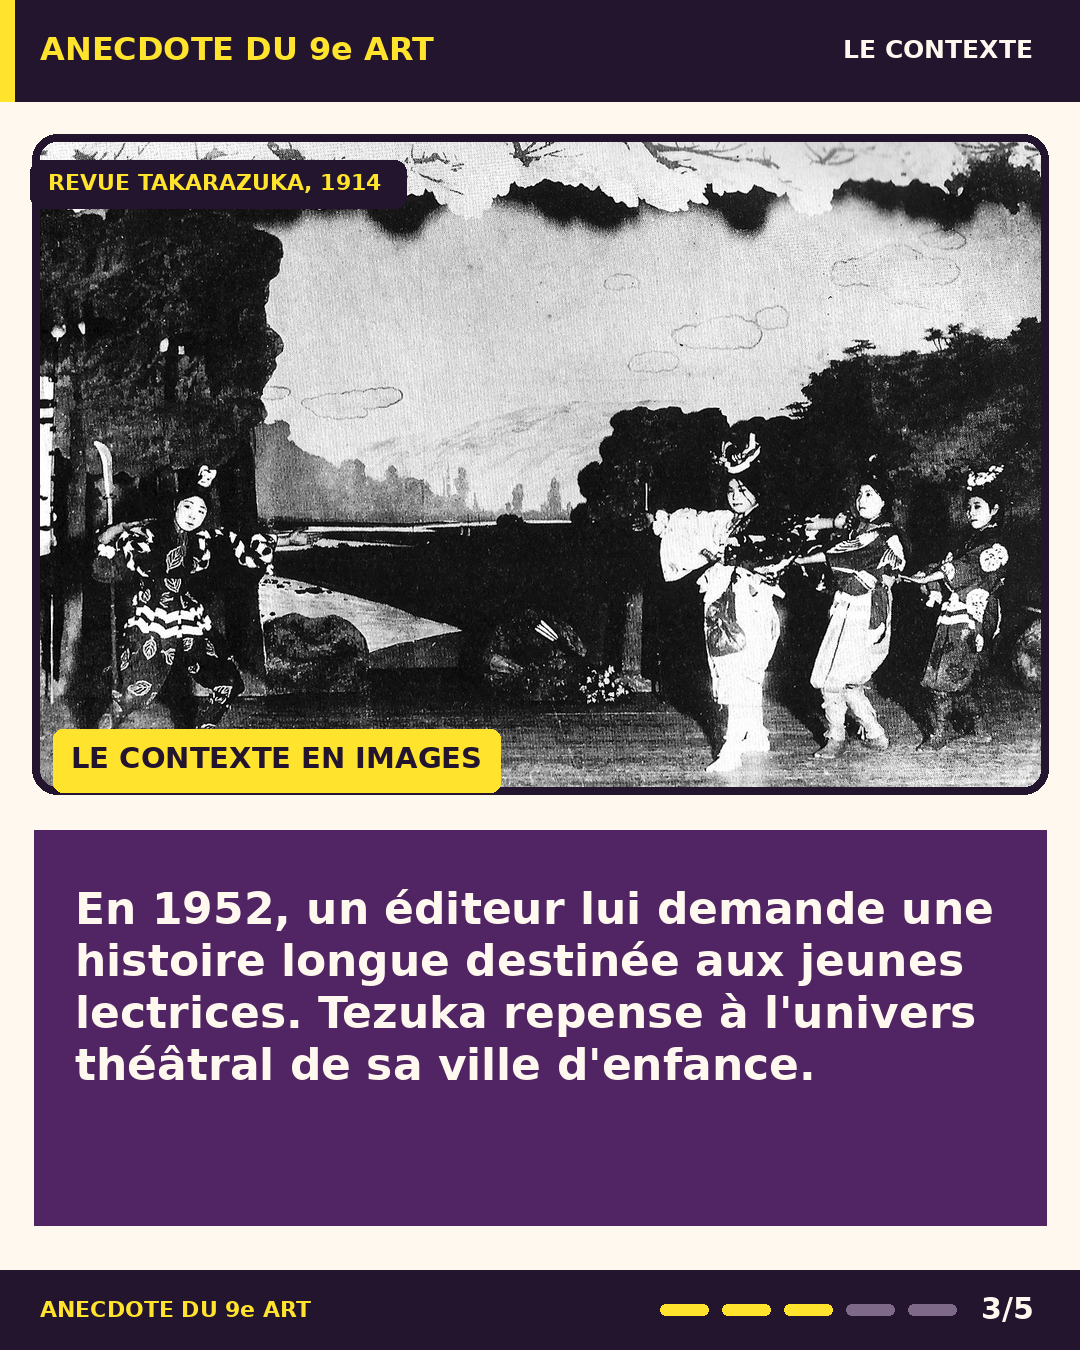 ANECDOTE DU 9e ART
LE CONTEXTE
REVUE TAKARAZUKA, 1914
LE CONTEXTE EN IMAGES
En 1952, un éditeur lui demande une
histoire longue destinée aux jeunes
lectrices. Tezuka repense à l'univers
théâtral de sa ville d'enfance.
ANECDOTE DU 9e ART
3/5